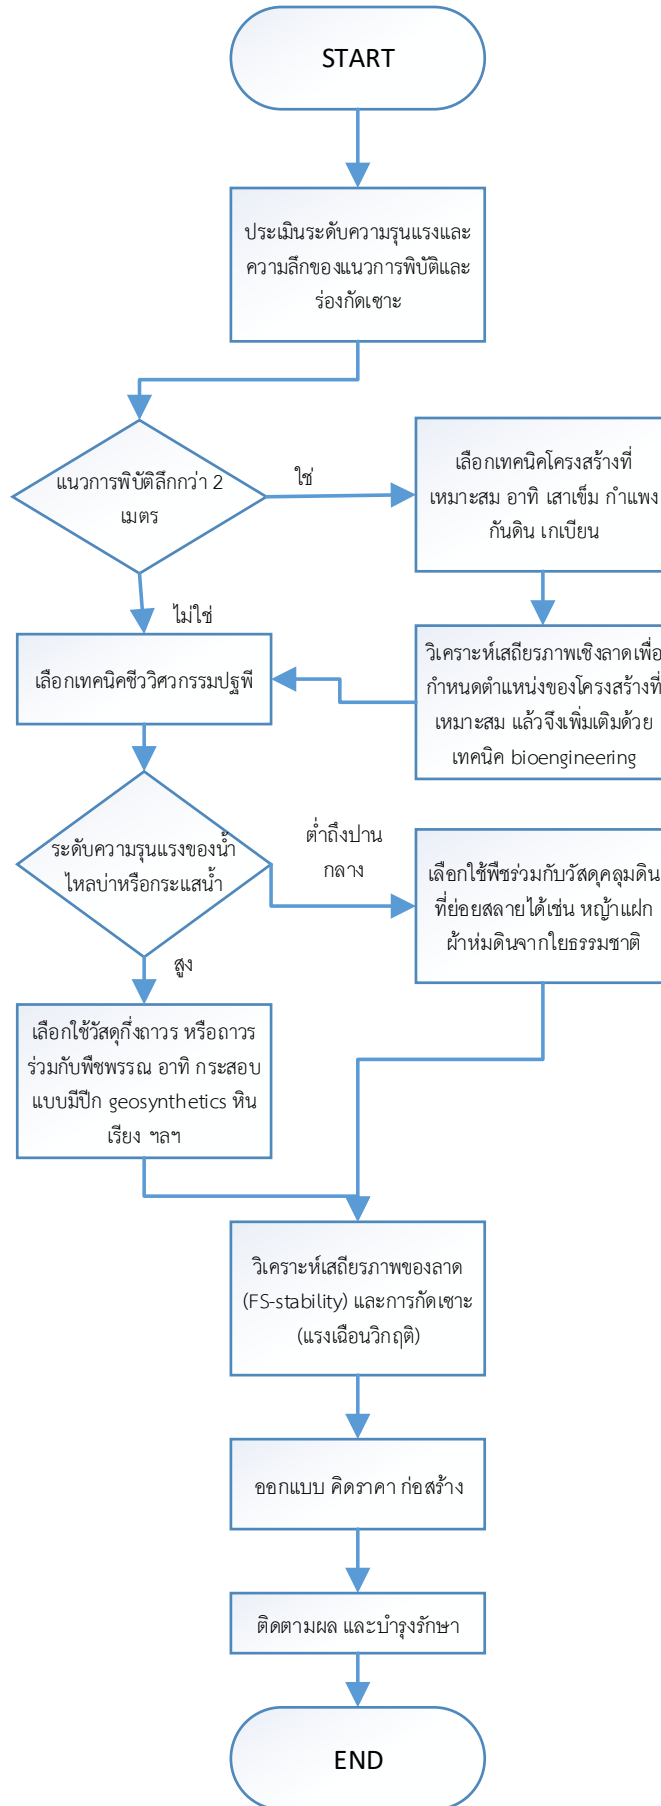 START
ประเมินระดับความรุนแรงและ
ความลึกของแนวการพิบัติและ
ร่องกัดเซาะ
แนวการพิบัติลึกกว่า 2
เมตร
ใช่
เลือกเทคนิคโครงสร้างที่
เหมาะสม อาทิ เสาเข็ม กำแพง
กันดิน เกเบียน
ไม่ใช่
เลือกเทคนิคชีววิศวกรรมปฐพี
วิเคราะห์เสถียรภาพเชิงลาดเพื่อ
กำหนดตำแหน่งของโครงสร้างที่
เหมาะสม แล้วจึงเพิ่มเติมด้วย
เทคนิค bioengineering
ระดับความรุนแรงของน้ำ
ไหลบ่าหรือกระแสน้ำ
ต่ำถึงปาน
กลาง
เลือกใช้พืชร่วมกับวัสดุคลุมดิน
ที่ย่อยสลายได้เช่น หญ้าแฝก
ผ้าห่มดินจากใยธรรมชาติ
สูง
เลือกใช้วัสดุกึ่งถาวร หรือถาวร
ร่วมกับพืชพรรณ อาทิ กระสอบ
แบบมีปีก geosynthetics หิน
เรียง ฯลฯ
วิเคราะห์เสถียรภาพของลาด
(FS-stability) และการกัดเซาะ
(แรงเฉือนวิกฤติ)
ออกแบบ คิดราคา ก่อสร้าง
ติดตามผล และบำรุงรักษา
END